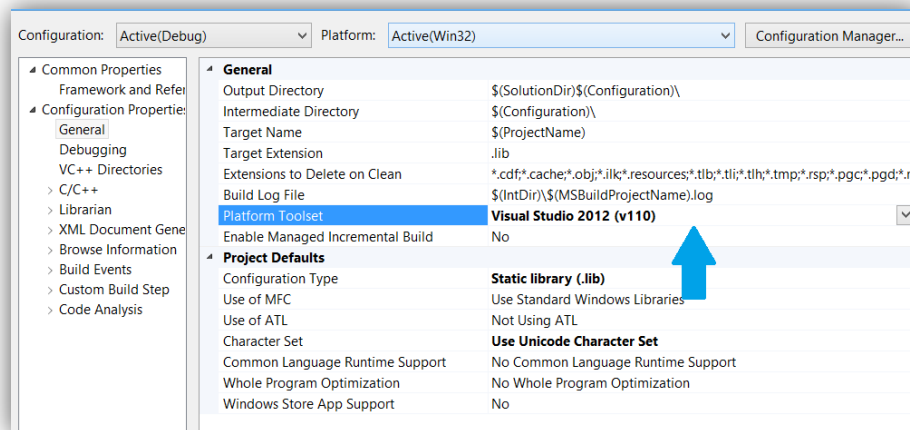 Configuration: Active(Debug) Platform: Active(Win32) Configuration Manager...
Common Properties
Framework and Refer
Configuration Properties
General
Debugging
VC++ Directories
C/C++
Librarian
XML Document Gene
Browse Information
Build Events
Custom Build Step
Code Analysis
General
Output Directory $(SolutionDir)$(Configuration)\
Intermediate Directory $(Configuration)\
Target Name $(ProjectName)
Target Extension .lib
Extensions to Delete on Clean *.cdf;*.cache;*.obj;*.ilk;*.resources;*.tlb;*.tli;*.tlh;*.tmp;*.rsp;*.pgc;*.pgd;*.r
Build Log File $(IntDir)\$(MSBuildProjectName).log
Platform Toolset Visual Studio 2012 (v110)
Enable Managed Incremental Build No
Project Defaults
Configuration Type Static library (.lib)
Use of MFC Use Standard Windows Libraries
Use of ATL Not Using ATL
Character Set Use Unicode Character Set
Common Language Runtime Support No Common Language Runtime Support
Whole Program Optimization No Whole Program Optimization
Windows Store App Support No